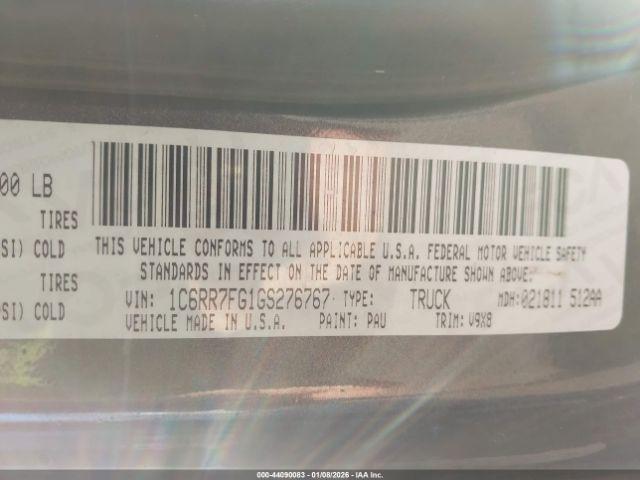 00 LB
TIRES
SI) COLD
TIRES
SI) COLD
THIS VEHICLE CONFORMS TO ALL APPLICABLE U.S.A. FEDERAL MOTOR VEHICLE SAFETY
STANDARDS IN EFFECT ON THE DATE OF MANUFACTURE SHOWN ABOVE.
VIN: 1C6RR7FG1GS276767 TYPE: TRUCK MDH: 021811 512AA
VEHICLE MADE IN U.S.A. PAINT: PAU TRIM: V9X8
000-44090083 - 01/08/2026 - IAA Inc.